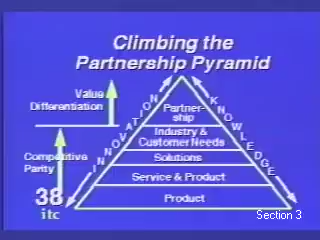 Climbing the
Partnership Pyramid
Value
Differentiation
INNOVATION
KNOWLEDGE
Partner-
ship
Industry &
Customer Needs
Competitive
Parity
Solutions
Service & Product
Product
38
itc
Section 3